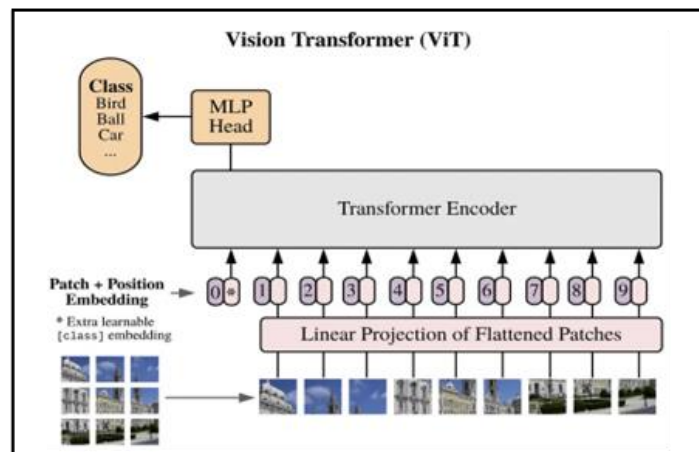 Vision Transformer (ViT)
Class
Bird
Ball
Car
...
MLP
Head
Transformer Encoder
Patch + Position
Embedding
0 * 1 2 3 4 5 6 7 8 9
* Extra learnable
[class] embedding
Linear Projection of Flattened Patches